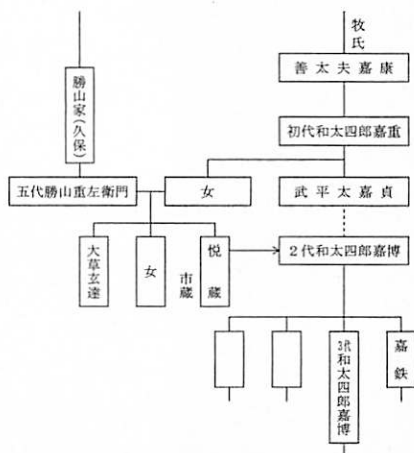 牧氏
善太夫嘉康
勝山家(久保)
初代和太四郎嘉重
五代勝山重左衛門
女
武平太嘉貞
大草玄達
女
市蔵
悦蔵
2代和太四郎嘉博
3代和太四郎嘉博
嘉鉄